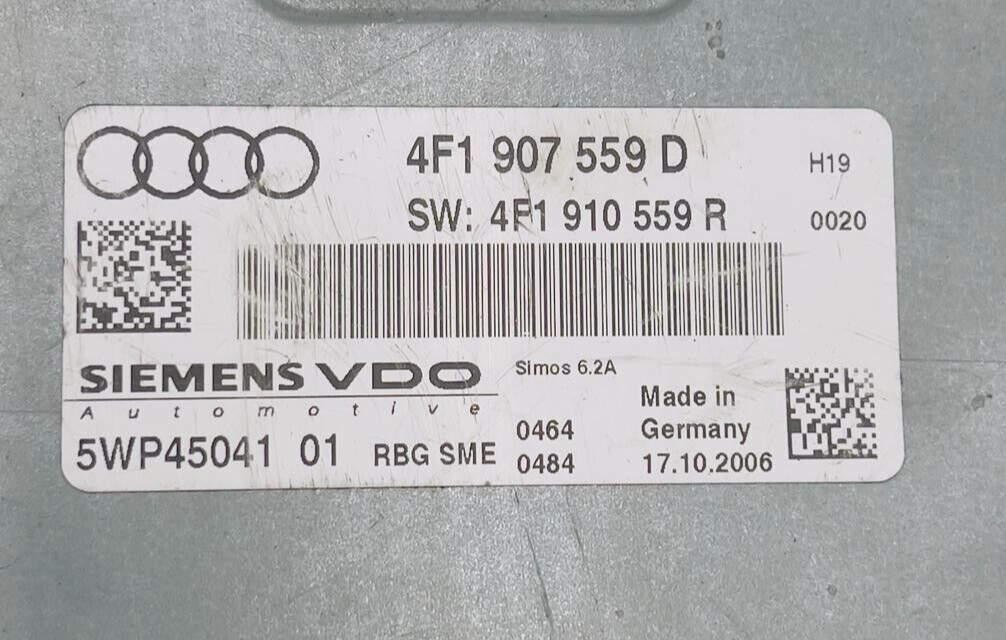 4F1 907 559 D
H19
SW: 4F1 910 559 R
0020
SIEMENS VDO
Automotive
Simos 6.2A
5WP45041 01
RBG SME
0464
0484
Made in
Germany
17.10.2006